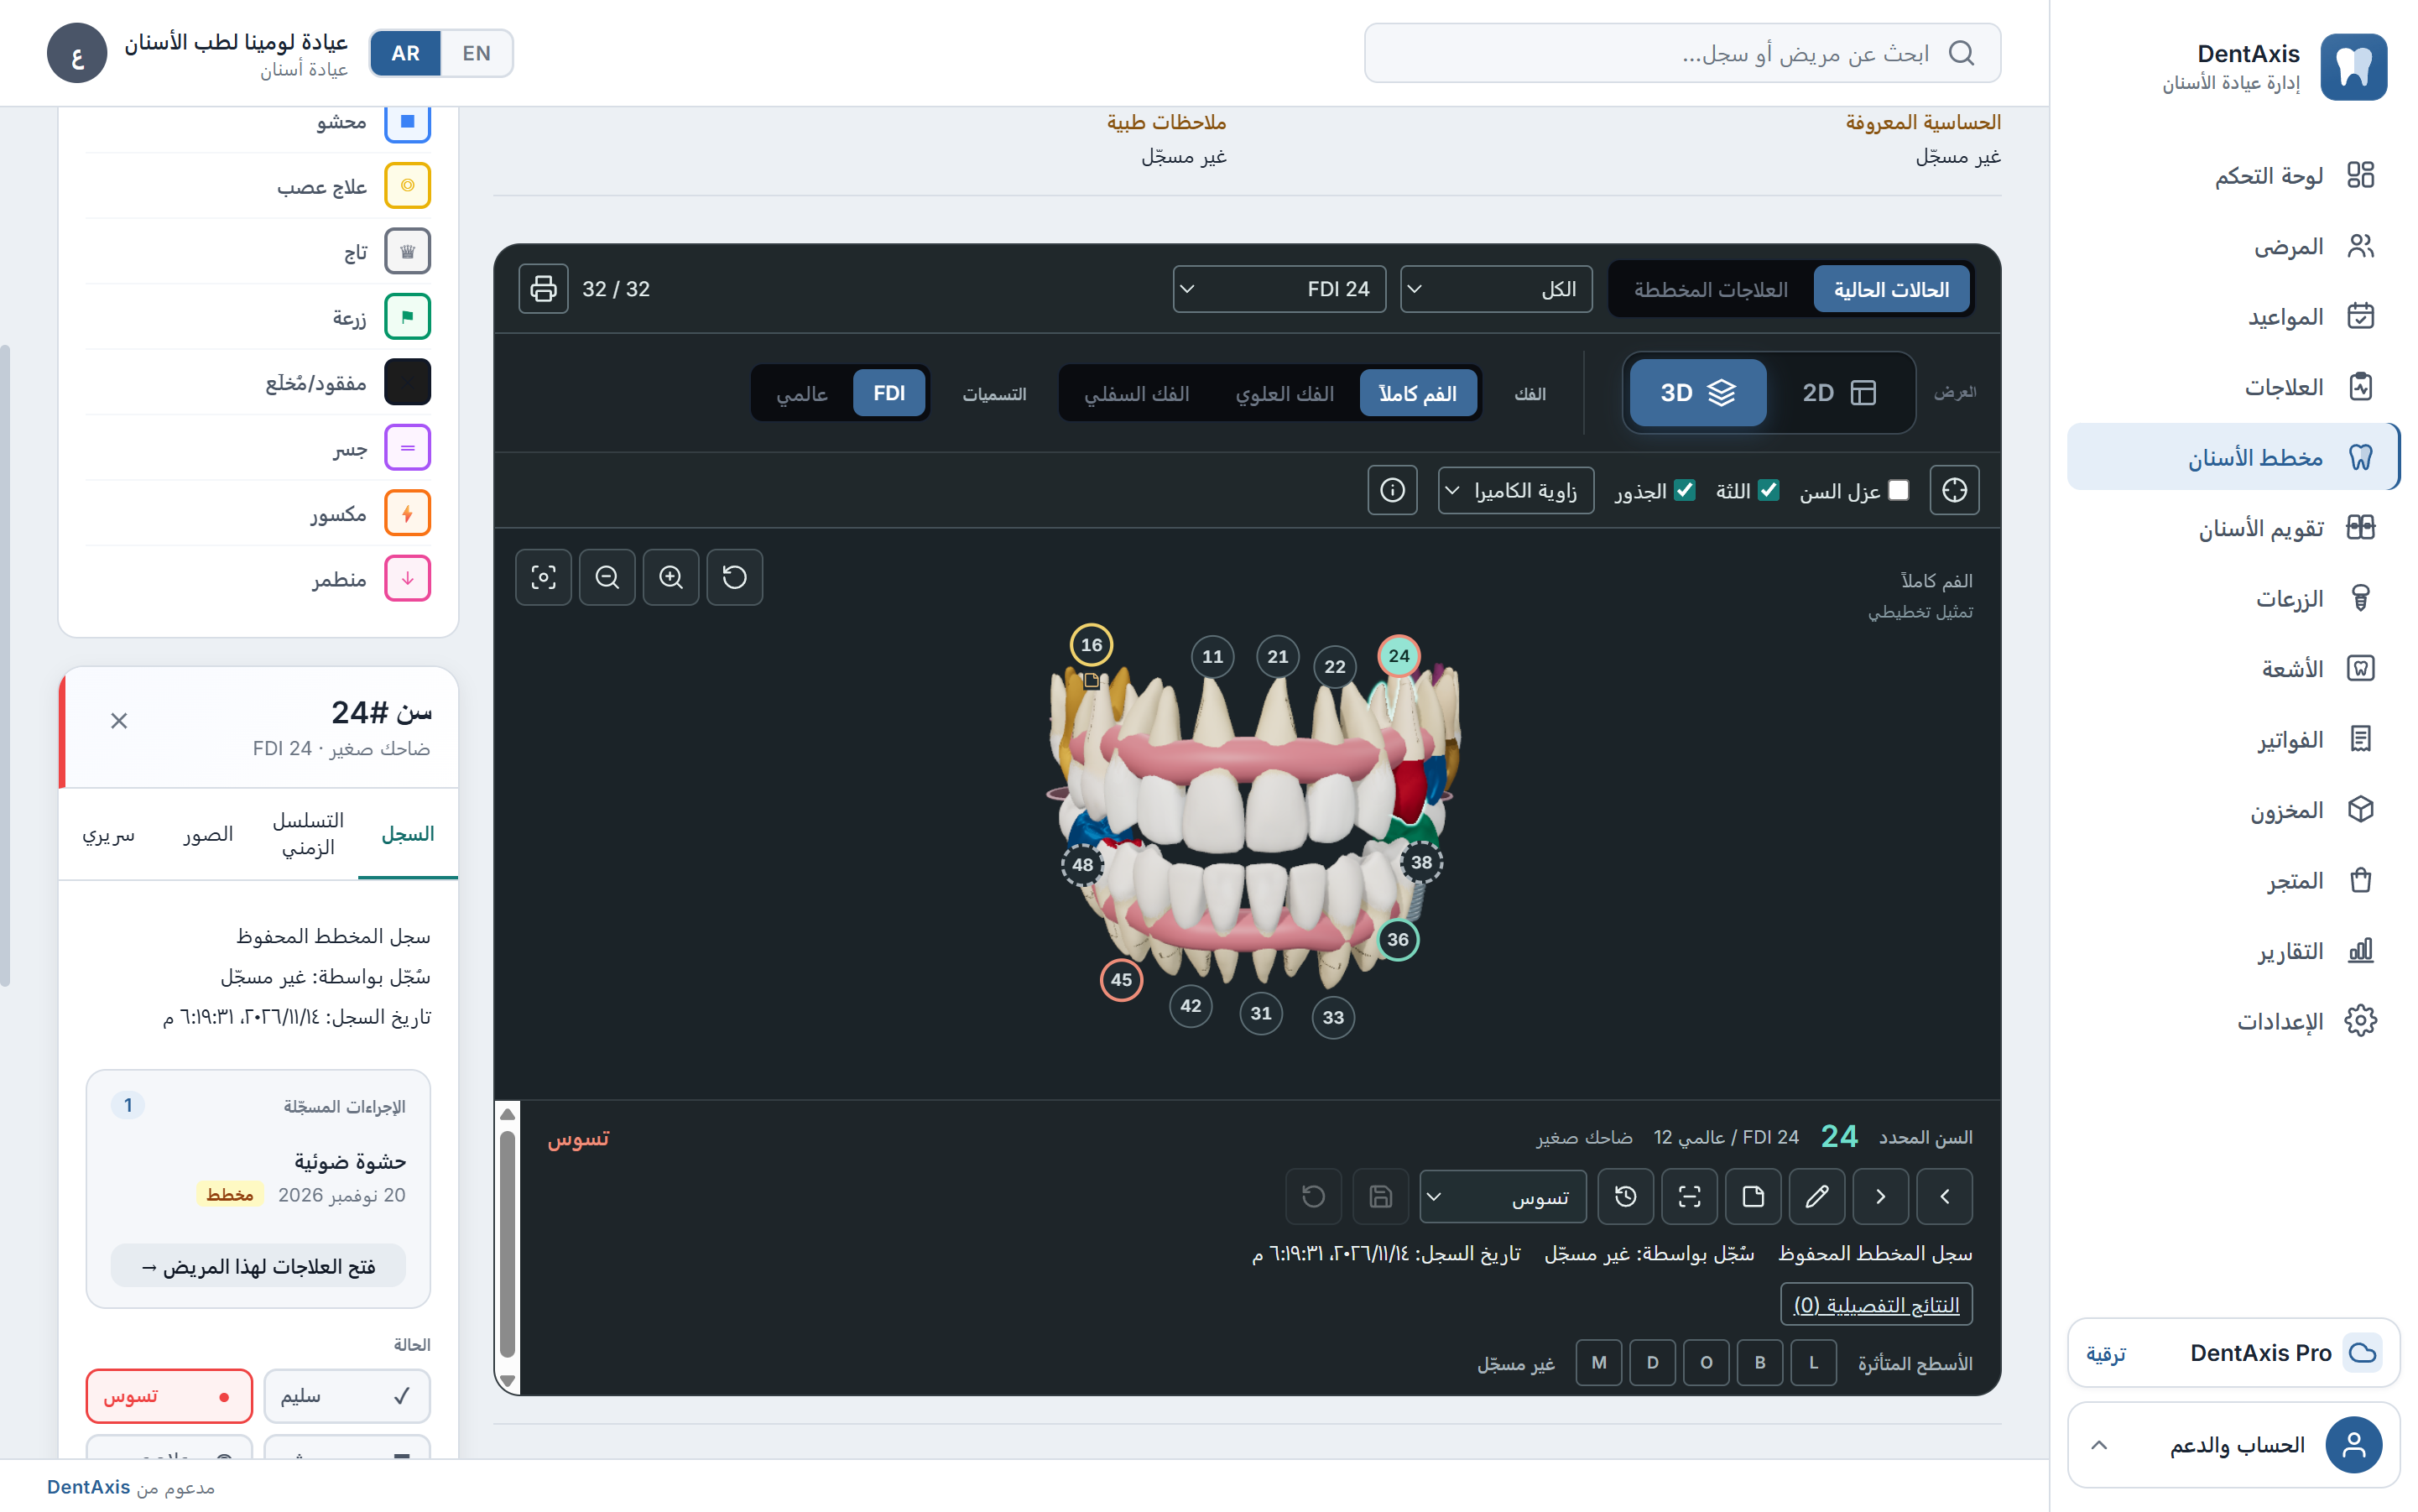 DentAxis
إدارة عيادة الأسنان
لوحة التحكم
المرضى
المواعيد
العلاجات
مخطط الأسنان
تقويم الأسنان
الزرعات
الأشعة
الفواتير
المخزون
المتجر
التقارير
الإعدادات
DentAxis Pro
ترقية
الحساب والدعم
ابحث عن مريض أو سجل...
EN
AR
عيادة لومينا لطب الأسنان
عيادة أسنان
ع
الحساسية المعروفة
غير مسجّل
ملاحظات طبية
غير مسجّل
الحالات الحالية
العلاجات المخططة
الكل
FDI 24
32 / 32
العرض
2D
3D
الفك
الفم كاملاً
الفك العلوي
الفك السفلي
التسميات
FDI
عالمي
عزل السن
اللثة
الجذور
زاوية الكاميرا
الفم كاملاً
تمثيل تخطيطي
16
11
21
22
24
48
38
36
45
42
31
33
السن المحدد
24
FDI 24 / عالمي 12
ضاحك صغير
تسوس
تسوس
سجل المخطط المحفوظ
سُجّل بواسطة: غير مسجّل
تاريخ السجل: ٢٠٢٦/١١/١٤، ٦:١٩:٣١ م
النتائج التفصيلية (0)
الأسطح المتأثرة
L
B
O
D
M
غير مسجّل
محشو
علاج عصب
تاج
زرعة
مفقود/مُخلَع
جسر
مكسور
منطمر
سن #24
ضاحك صغير · FDI 24
السجل
التسلسل الزمني
الصور
سريري
سجل المخطط المحفوظ
سُجّل بواسطة: غير مسجّل
تاريخ السجل: ٢٠٢٦/١١/١٤، ٦:١٩:٣١ م
الإجراءات المسجّلة
1
حشوة ضوئية
20 نوفمبر 2026
مخطط
فتح العلاجات لهذا المريض →
الحالة
سليم
تسوس
مدعوم من DentAxis